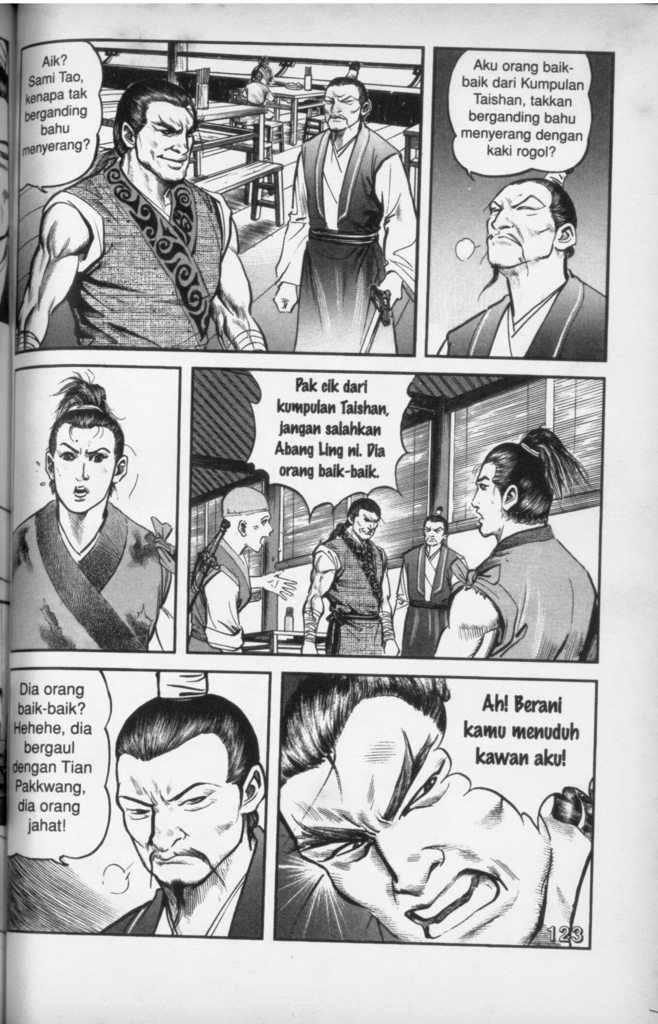 Aik?
Sami Tao,
kenapa tak
berganding
bahu
menyerang?
Aku orang baik-
baik dari Kumpulan
Taishan, takkan
berganding bahu
menyerang dengan
kaki rogol?
Pak cik dari
kumpulan Taishan,
jangan salahkan
Abang Ling ni. Dia
orang baik-baik.
Dia orang
baik-baik?
Hehehe, dia
bergaul
dengan Tian
Pakkwang,
dia orang
jahat!
Ah! Berani
kamu menuduh
kawan aku!
123